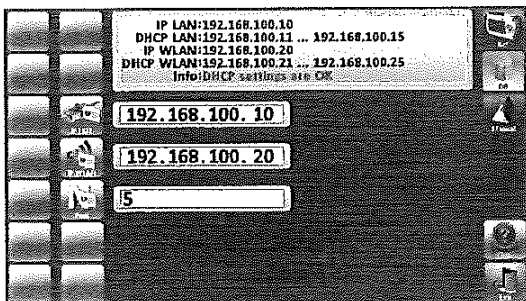 IP LAN:192.168.100.10
DHCP LAN:192.168.100.11 ... 192.168.100.15
IP WLAN:192.168.100.20
DHCP WLAN:192.168.100.21 ... 192.168.100.25
Info:DHCP settings are OK
192.168.100. 10
192.168.100. 20
5